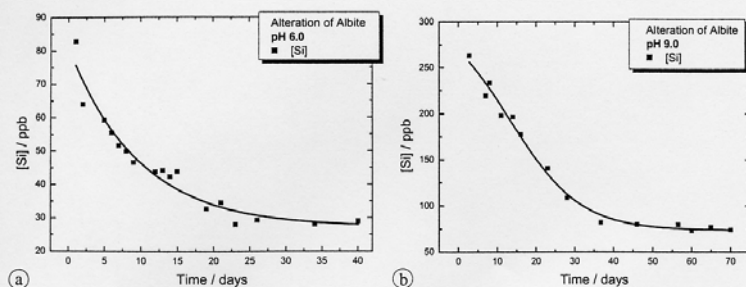 Alteration of Albite
pH 6.0
[Si]
90
80
70
60
50
40
30
20
[Si] / ppb
0 5 10 15 20 25 30 35 40
Time / days
a
Alteration of Albite
pH 9.0
[Si]
300
250
200
150
100
50
[Si] / ppb
0 10 20 30 40 50 60 70
Time / days
b